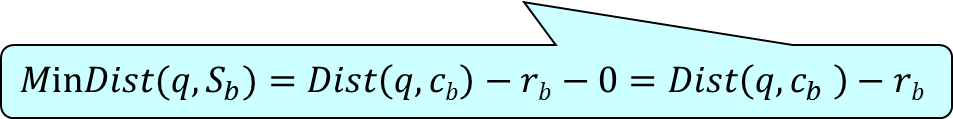 MinDist(q, S_b) = Dist(q, c_b) − r_b − 0 = Dist(q, c_b ) − r_b